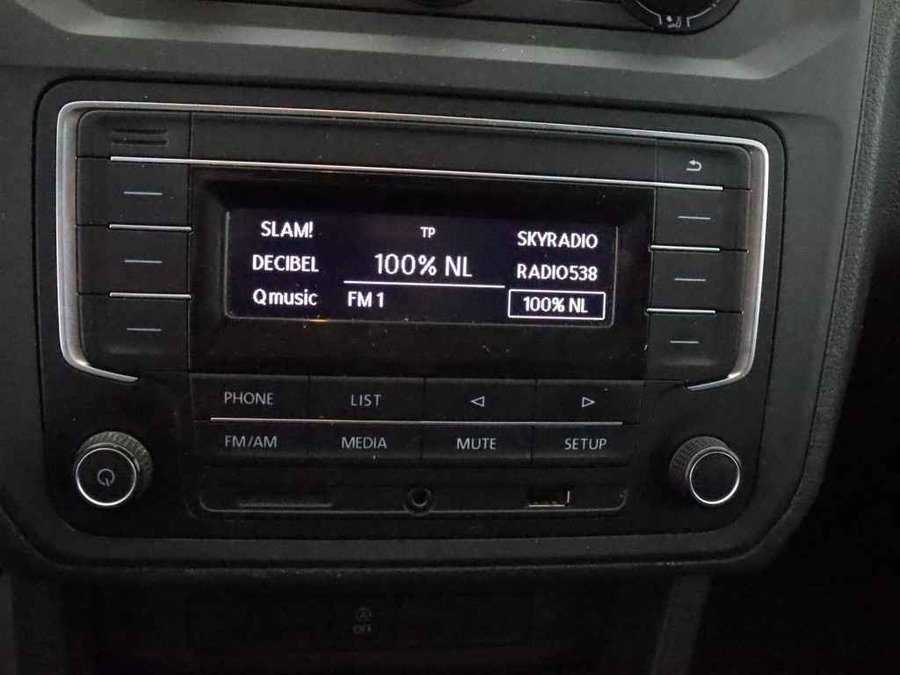 SLAM!
TP
SKYRADIO
DECIBEL
100% NL
RADIO538
Qmusic
FM 1
100% NL
PHONE
LIST
FM/AM
MEDIA
MUTE
SETUP
OFF